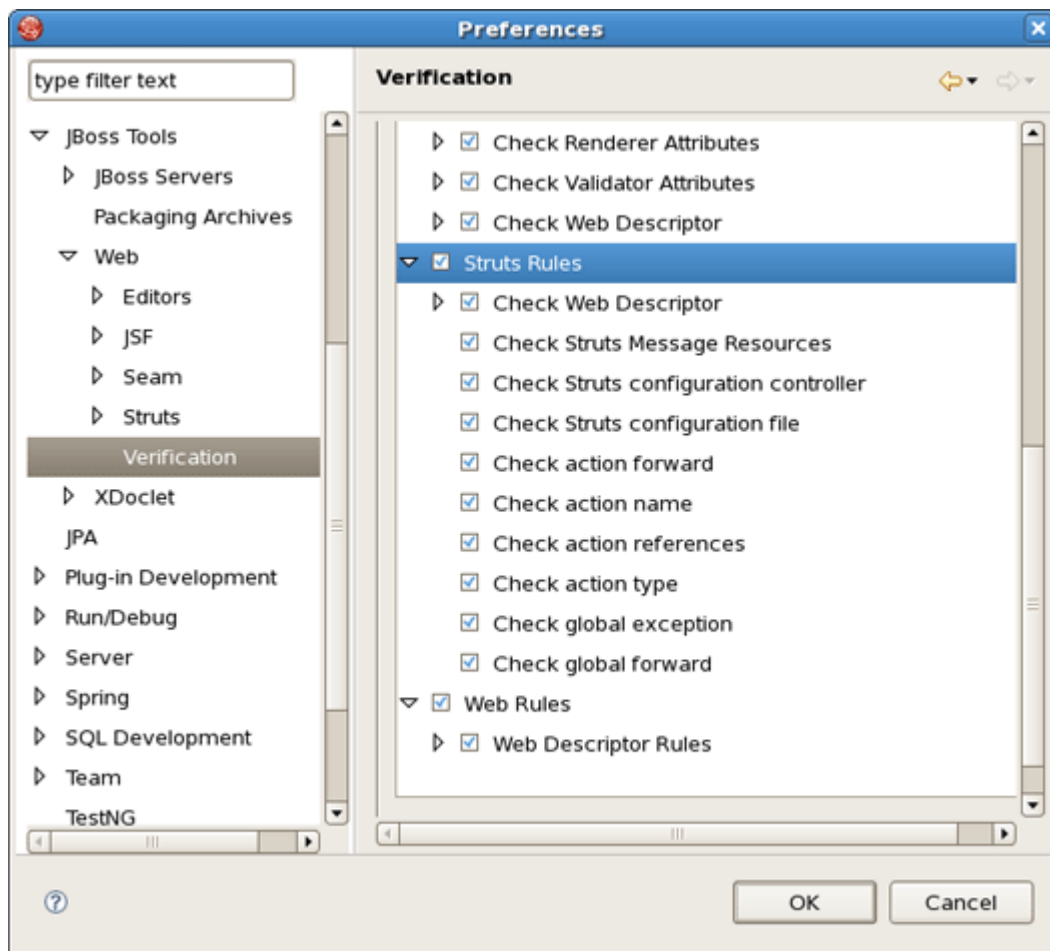 Preferences
type filter text
JBoss Tools
JBoss Servers
Packaging Archives
Web
Editors
JSF
Seam
Struts
Verification
XDoclet
JPA
Plug-in Development
Run/Debug
Server
Spring
SQL Development
Team
TestNG
Verification
Check Renderer Attributes
Check Validator Attributes
Check Web Descriptor
Struts Rules
Check Web Descriptor
Check Struts Message Resources
Check Struts configuration controller
Check Struts configuration file
Check action forward
Check action name
Check action references
Check action type
Check global exception
Check global forward
Web Rules
Web Descriptor Rules
OK
Cancel